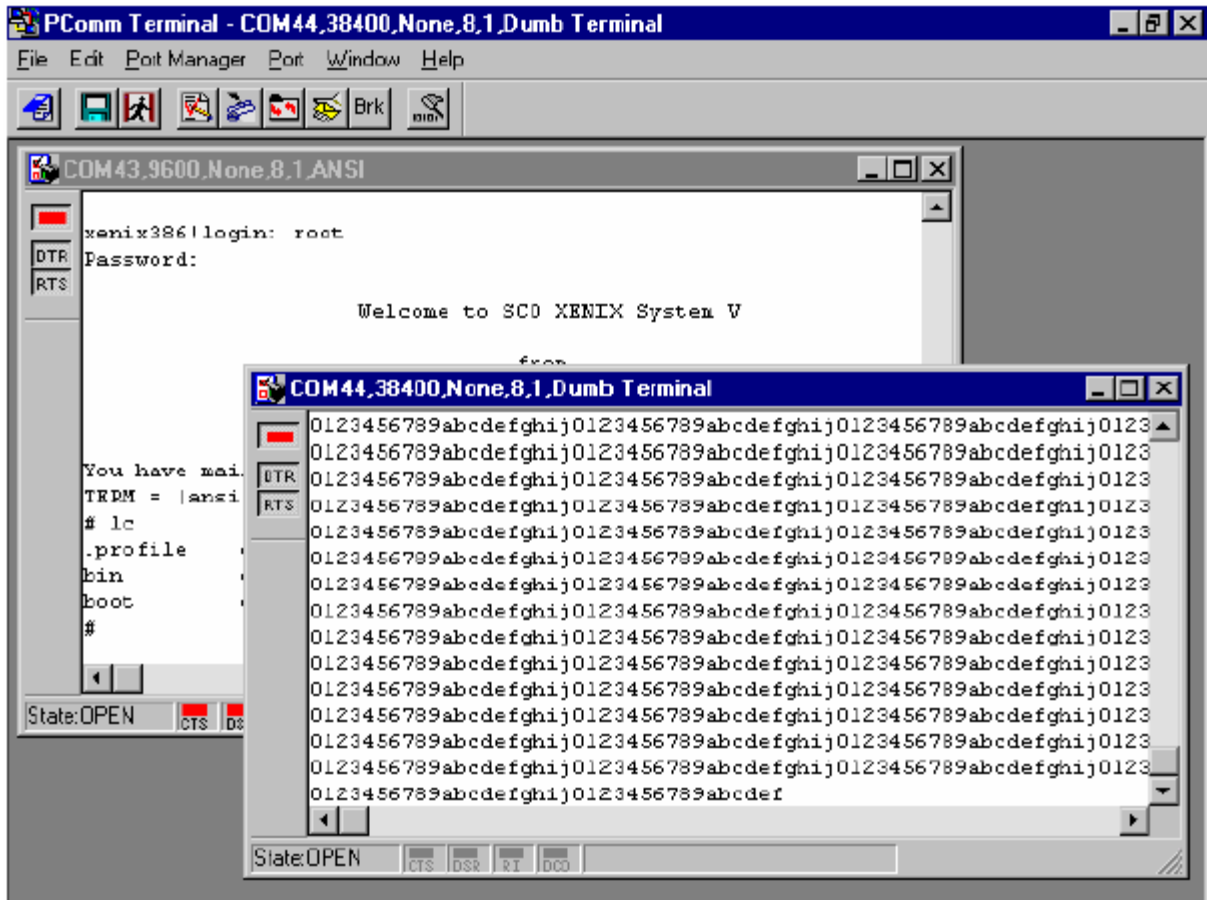 PComm Terminal - COM44,38400,None,8,1,Dumb Terminal
File Edit Port Manager Port Window Help
Brk
COM43,9600,None,8,1,ANSI
DTR
RTS
xenix386!login: root
Password:
Welcome to SCO XENIX System V
from
You have mai
TERM = |ansi
# lc
.profile
bin
boot
#
State:OPEN CTS DS
COM44,38400,None,8,1,Dumb Terminal
DTR
RTS
0123456789abcdefghij0123456789abcdefghij0123456789abcdefghij0123
0123456789abcdefghij0123456789abcdefghij0123456789abcdefghij0123
0123456789abcdefghij0123456789abcdefghij0123456789abcdefghij0123
0123456789abcdefghij0123456789abcdefghij0123456789abcdefghij0123
0123456789abcdefghij0123456789abcdefghij0123456789abcdefghij0123
0123456789abcdefghij0123456789abcdefghij0123456789abcdefghij0123
0123456789abcdefghij0123456789abcdefghij0123456789abcdefghij0123
0123456789abcdefghij0123456789abcdefghij0123456789abcdefghij0123
0123456789abcdefghij0123456789abcdefghij0123456789abcdefghij0123
0123456789abcdefghij0123456789abcdefghij0123456789abcdefghij0123
0123456789abcdefghij0123456789abcdefghij0123456789abcdefghij0123
0123456789abcdefghij0123456789abcdefghij0123456789abcdefghij0123
0123456789abcdefghij0123456789abcdefghij0123456789abcdefghij0123
0123456789abcdefghij0123456789abcdefghij0123456789abcdefghij0123
0123456789abcdefghij0123456789abcdef
State:OPEN CTS DSR RI DCD